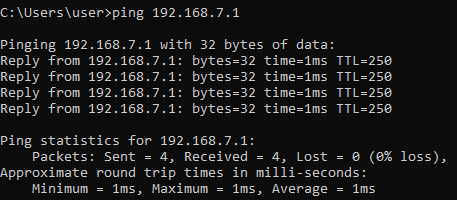 C:\Users\user>ping 192.168.7.1
Pinging 192.168.7.1 with 32 bytes of data:
Reply from 192.168.7.1: bytes=32 time=1ms TTL=250
Reply from 192.168.7.1: bytes=32 time=1ms TTL=250
Reply from 192.168.7.1: bytes=32 time=1ms TTL=250
Reply from 192.168.7.1: bytes=32 time=1ms TTL=250
Ping statistics for 192.168.7.1:
    Packets: Sent = 4, Received = 4, Lost = 0 (0% loss),
Approximate round trip times in milli-seconds:
    Minimum = 1ms, Maximum = 1ms, Average = 1ms